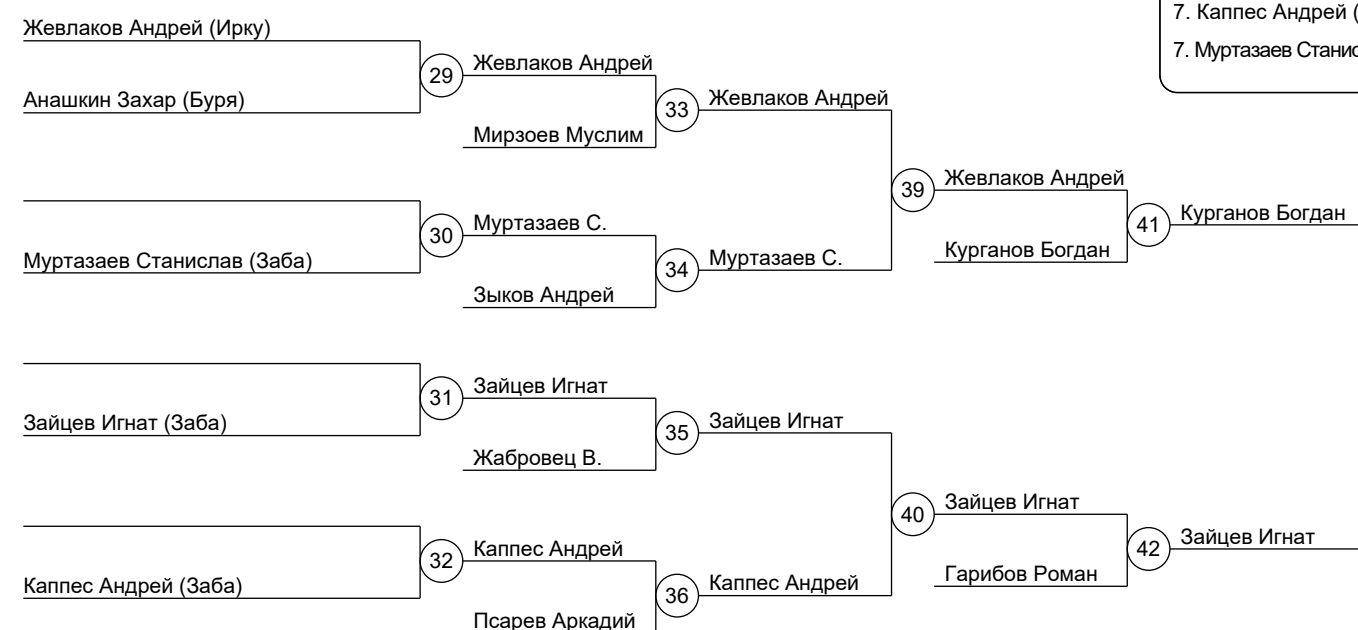 7. Каппес Андрей (
Жевлаков Андрей (Ирку)
7. Муртазаев
29
Жевлаков Андрей
Анашкин Захар (Буря)
33
Жевлаков Андрей
Мирзоев Муслим
39
Жевлаков Андрей
30
Муртазаев С.
41
Курганов Богдан
Муртазаев Станислав (Заба)
34
Муртазаев С.
Курганов Богдан
Зыков Андрей
31
Зайцев Игнат
Зайцев Игнат (Заба)
35
Зайцев Игнат
Жабровец В.
40
Зайцев Игнат
32
Каппес Андрей
42
Зайцев Игнат
Каппес Андрей (Заба)
36
Каппес Андрей
Гарибов Роман
Псарев Аркадий